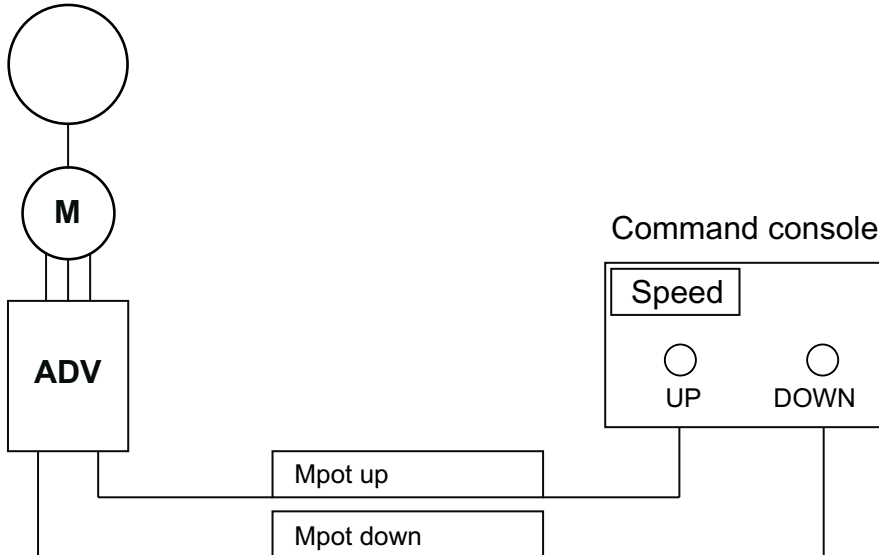 M
Command console
Speed
ADV
UP DOWN
Mpot up
Mpot down